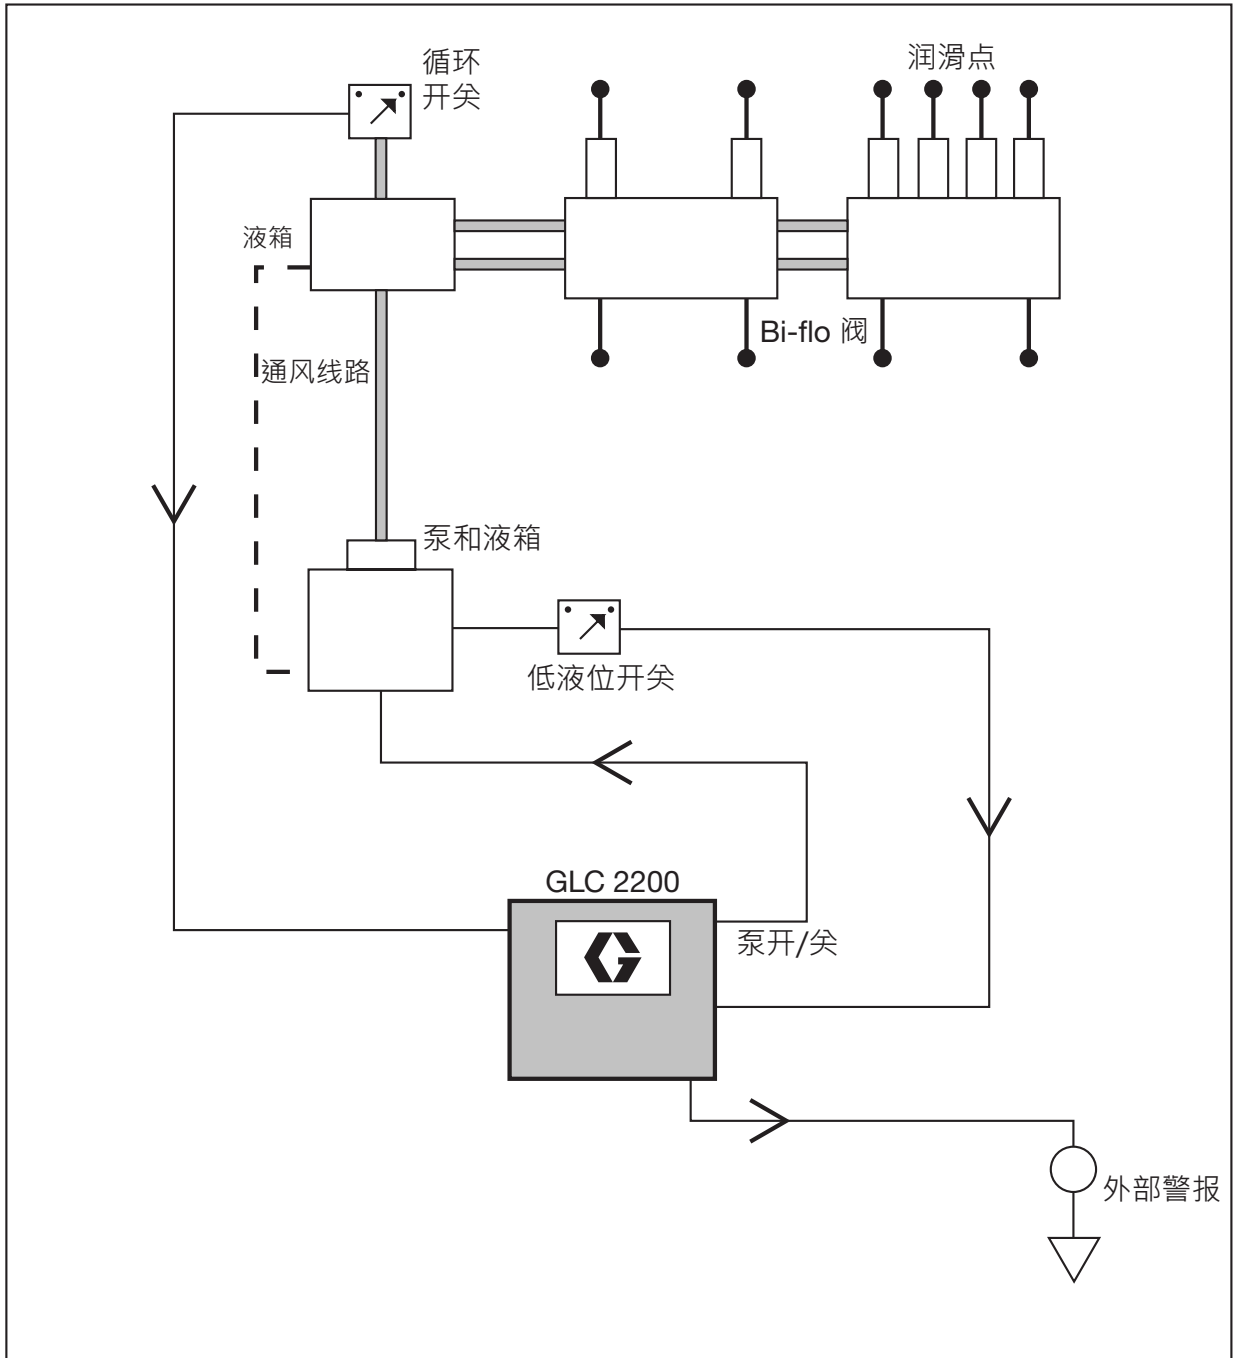 循环
开关
润滑点
液箱
Bi-flo 阀
通风线路
泵和液箱
低液位开关
GLC 2200
泵开/关
外部警报